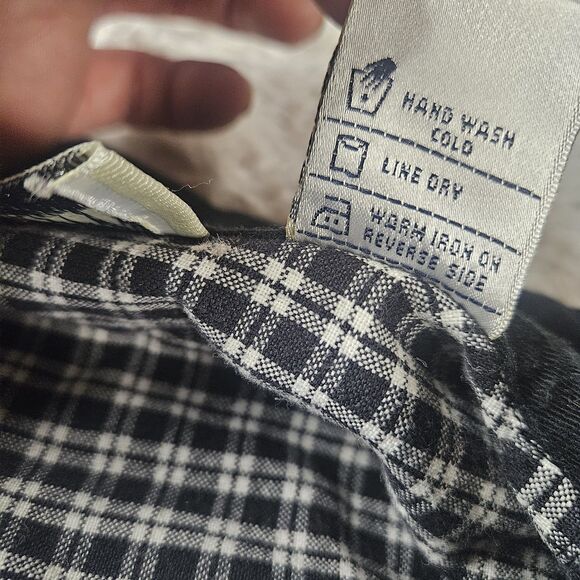 HAND WASH
COLD
LINE DRY
WARM IRON ON
REVERSE SIDE